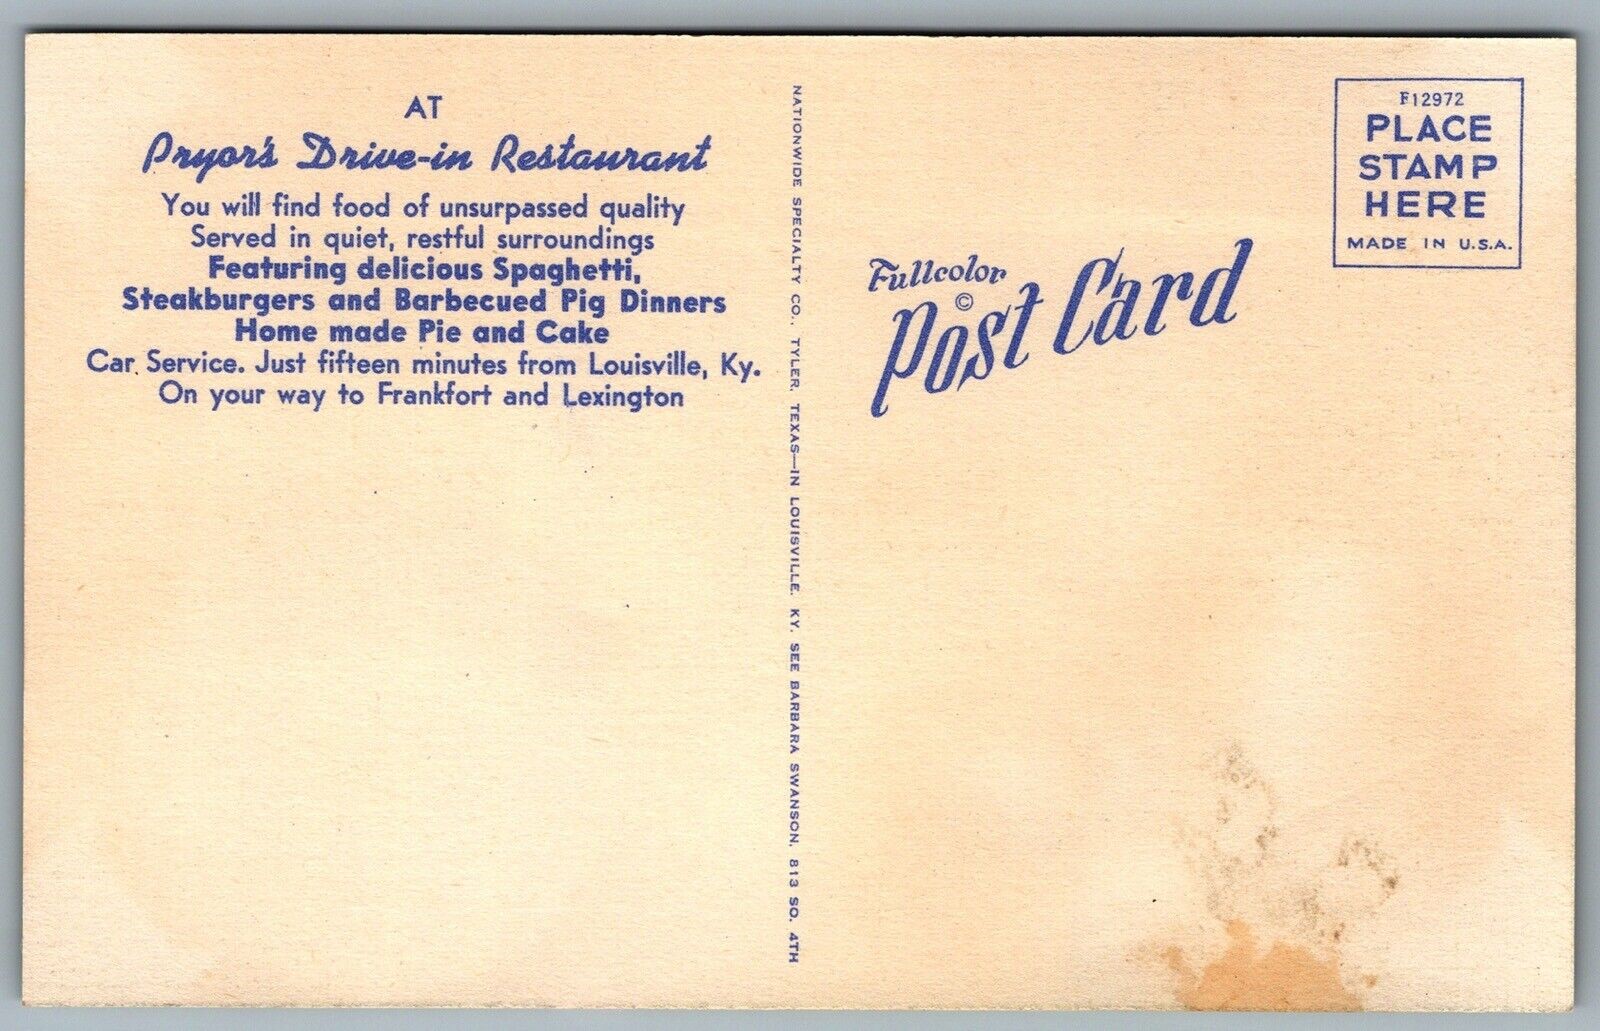 AT
Pryor's Drive-in Restaurant
You will find food of unsurpassed quality
Served in quiet, restful surroundings
Featuring delicious Spaghetti,
Steakburgers and Barbecued Pig Dinners
Home made Pie and Cake
Car Service. Just fifteen minutes from Louisville, Ky.
On your way to Frankfort and Lexington
NATIONWIDE SPECIALTY CO., TYLER, TEXAS—IN LOUISVILLE, KY. SEE BARBARA SWANSON, 813 SO. 4TH
Fullcolor
©
Post Card
F12972
PLACE
STAMP
HERE
MADE IN U.S.A.